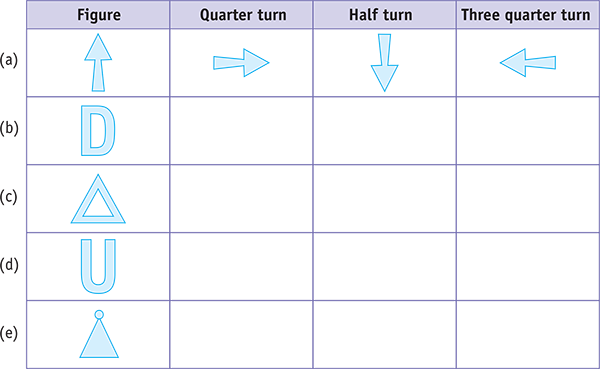 Figure Quarter turn Half turn Three quarter turn
(a)
(b) D
(c)
(d) U
(e)